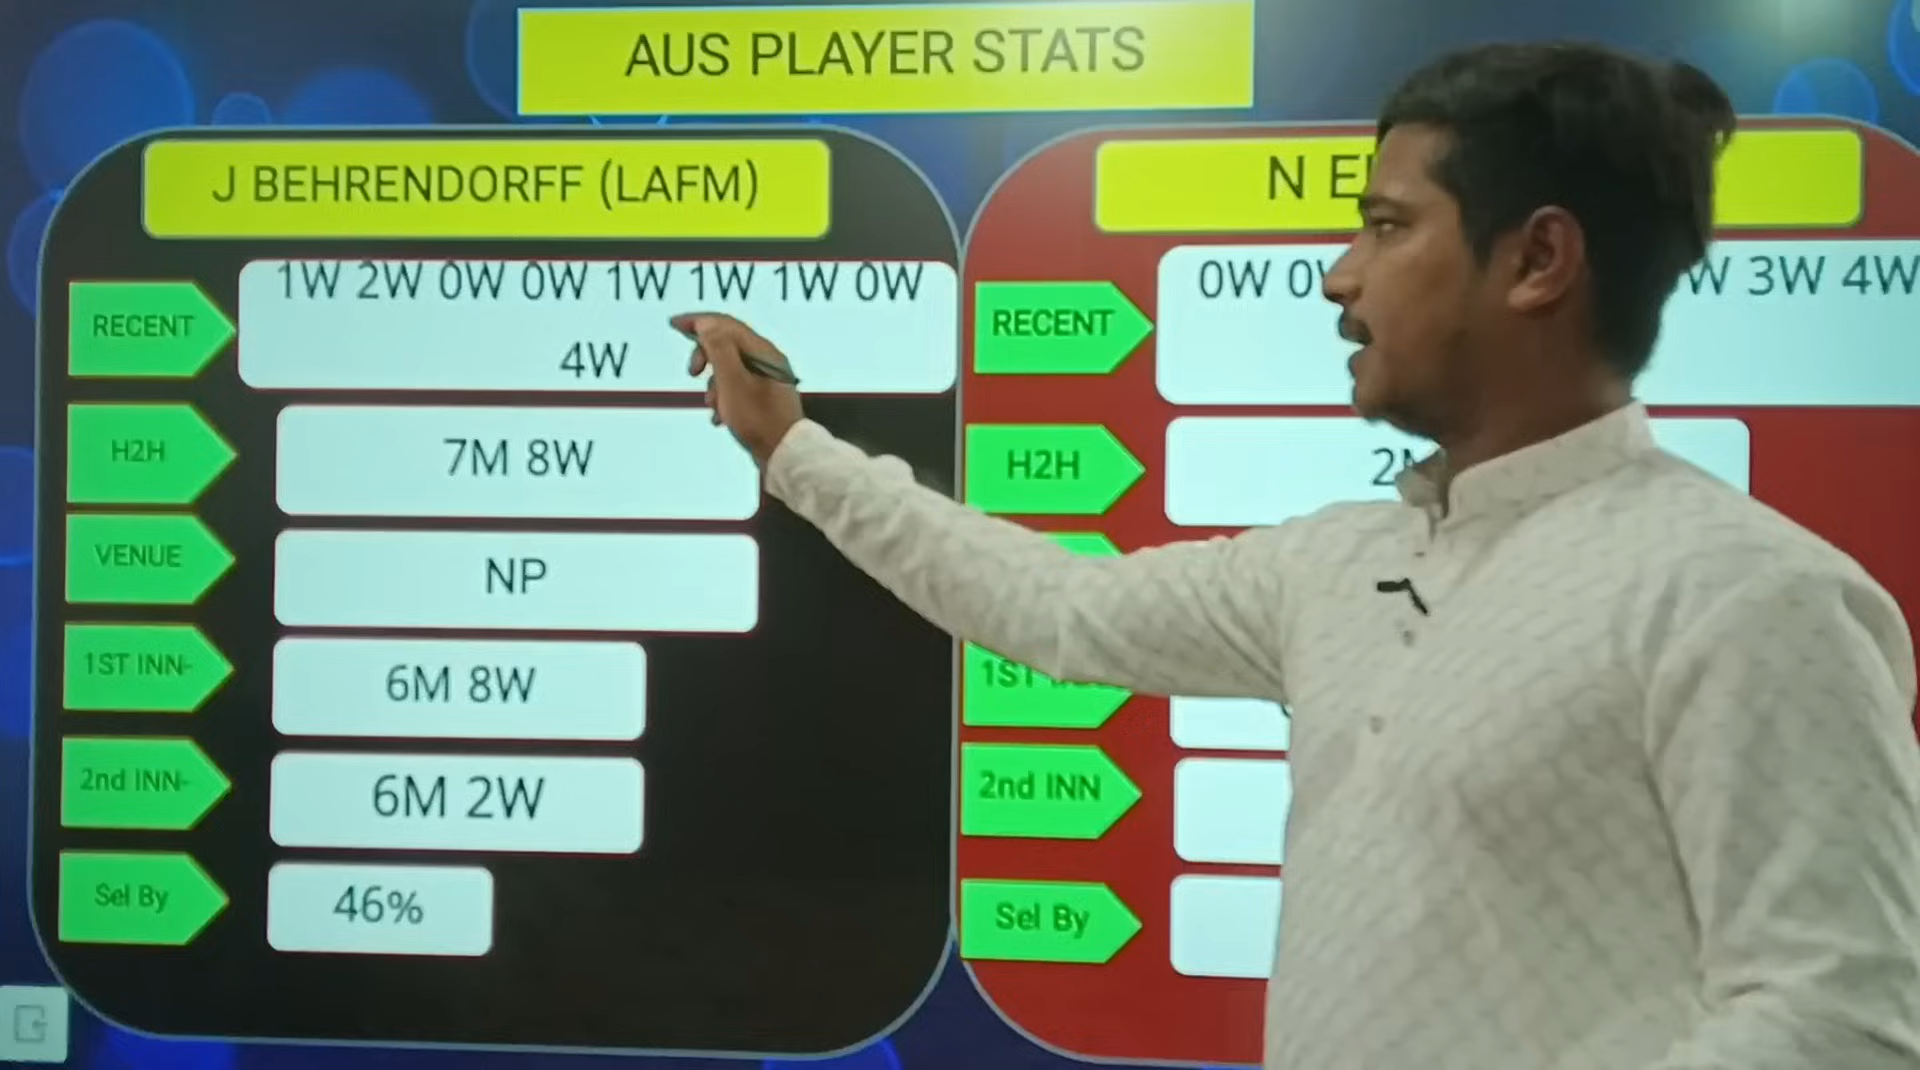 AUS PLAYER STATS
J BEHRENDORFF (LAFM)
RECENT
1W 2W 0W 0W 1W 1W 1W 0W
4W
H2H
7M 8W
VENUE
NP
1ST INN-
6M 8W
2nd INN-
6M 2W
Sel By
46%
N
RECENT
0W
3W 4W
H2H
1ST
2nd INN
Sel By